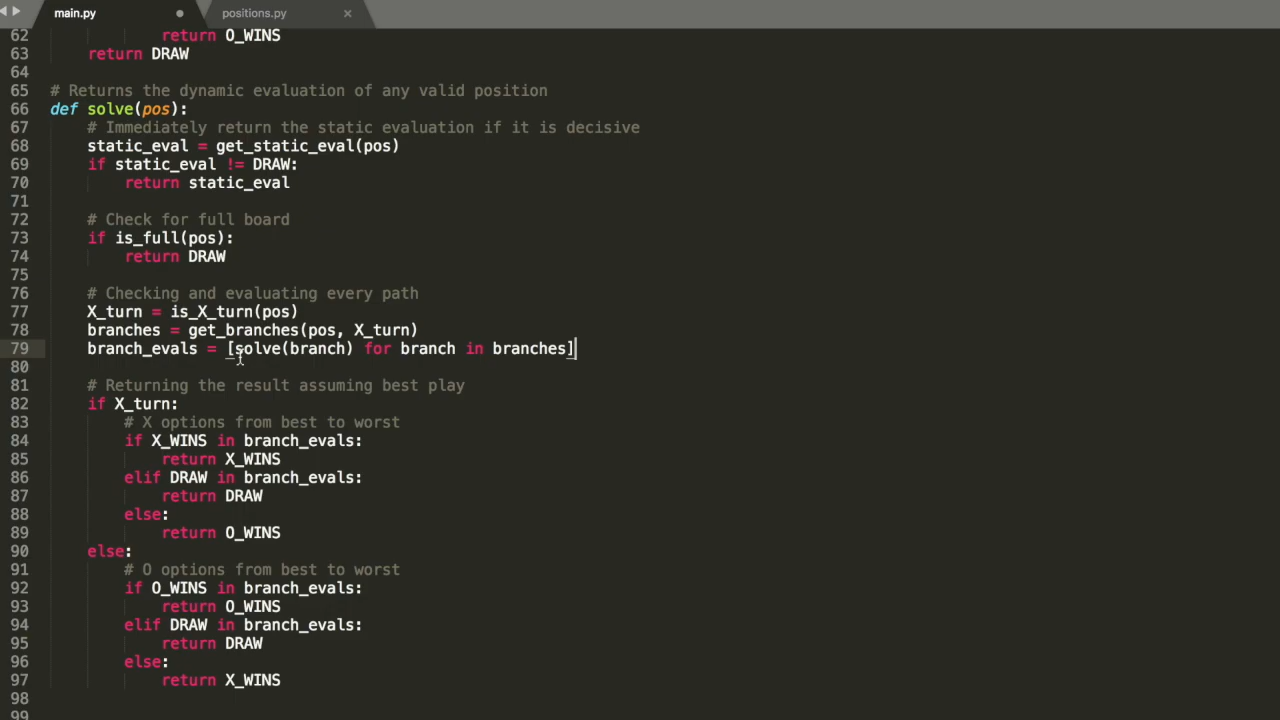 main.py
positions.py
62 return O_WINS
63 return DRAW
64
65 # Returns the dynamic evaluation of any valid position
66 def solve(pos):
67 # Immediately return the static evaluation if it is decisive
68 static_eval = get_static_eval(pos)
69 if static_eval != DRAW:
70 return static_eval
71
72 # Check for full board
73 if is_full(pos):
74 return DRAW
75
76 # Checking and evaluating every path
77 X_turn = is_X_turn(pos)
78 branches = get_branches(pos, X_turn)
79 branch_evals = [solve(branch) for branch in branches]
80
81 # Returning the result assuming best play
82 if X_turn:
83 # X options from best to worst
84 if X_WINS in branch_evals:
85 return X_WINS
86 elif DRAW in branch_evals:
87 return DRAW
88 else:
89 return O_WINS
90 else:
91 # O options from best to worst
92 if O_WINS in branch_evals:
93 return O_WINS
94 elif DRAW in branch_evals:
95 return DRAW
96 else:
97 return X_WINS
98
99